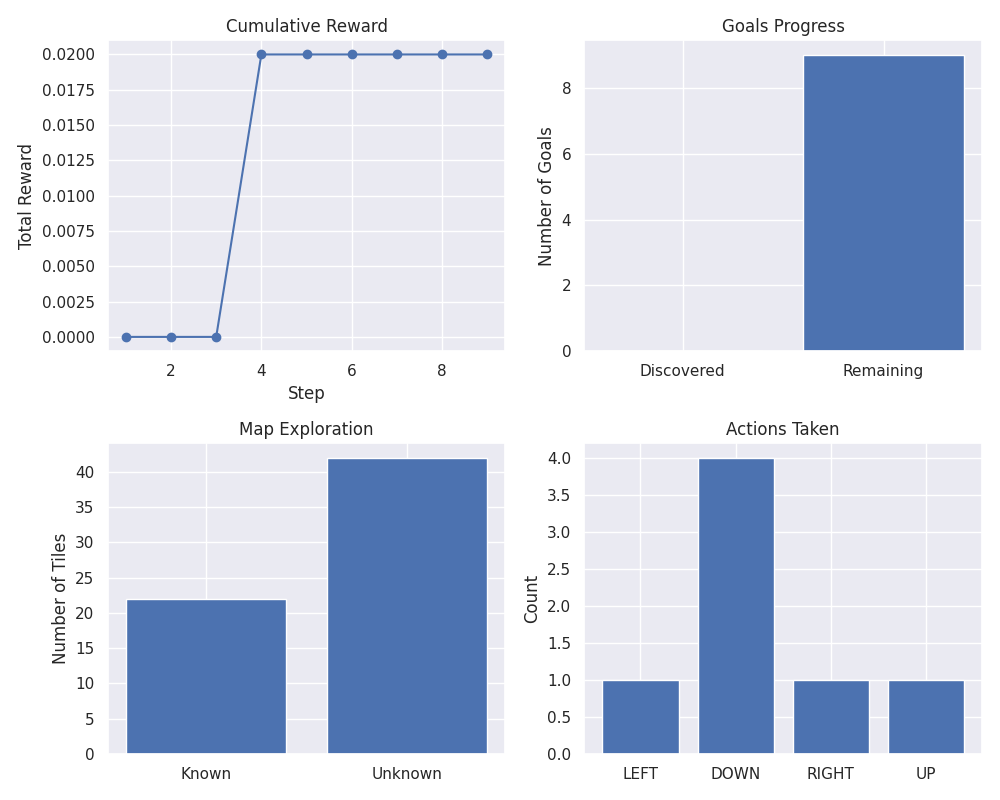 Cumulative Reward
Total Reward
0.0200
0.0175
0.0150
0.0125
0.0100
0.0075
0.0050
0.0025
0.0000
2 4 6 8
Step
Goals Progress
Number of Goals
8
6
4
2
0
Discovered Remaining
Map Exploration
Number of Tiles
40
35
30
25
20
15
10
5
0
Known Unknown
Actions Taken
Count
4.0
3.5
3.0
2.5
2.0
1.5
1.0
0.5
0.0
LEFT DOWN RIGHT UP